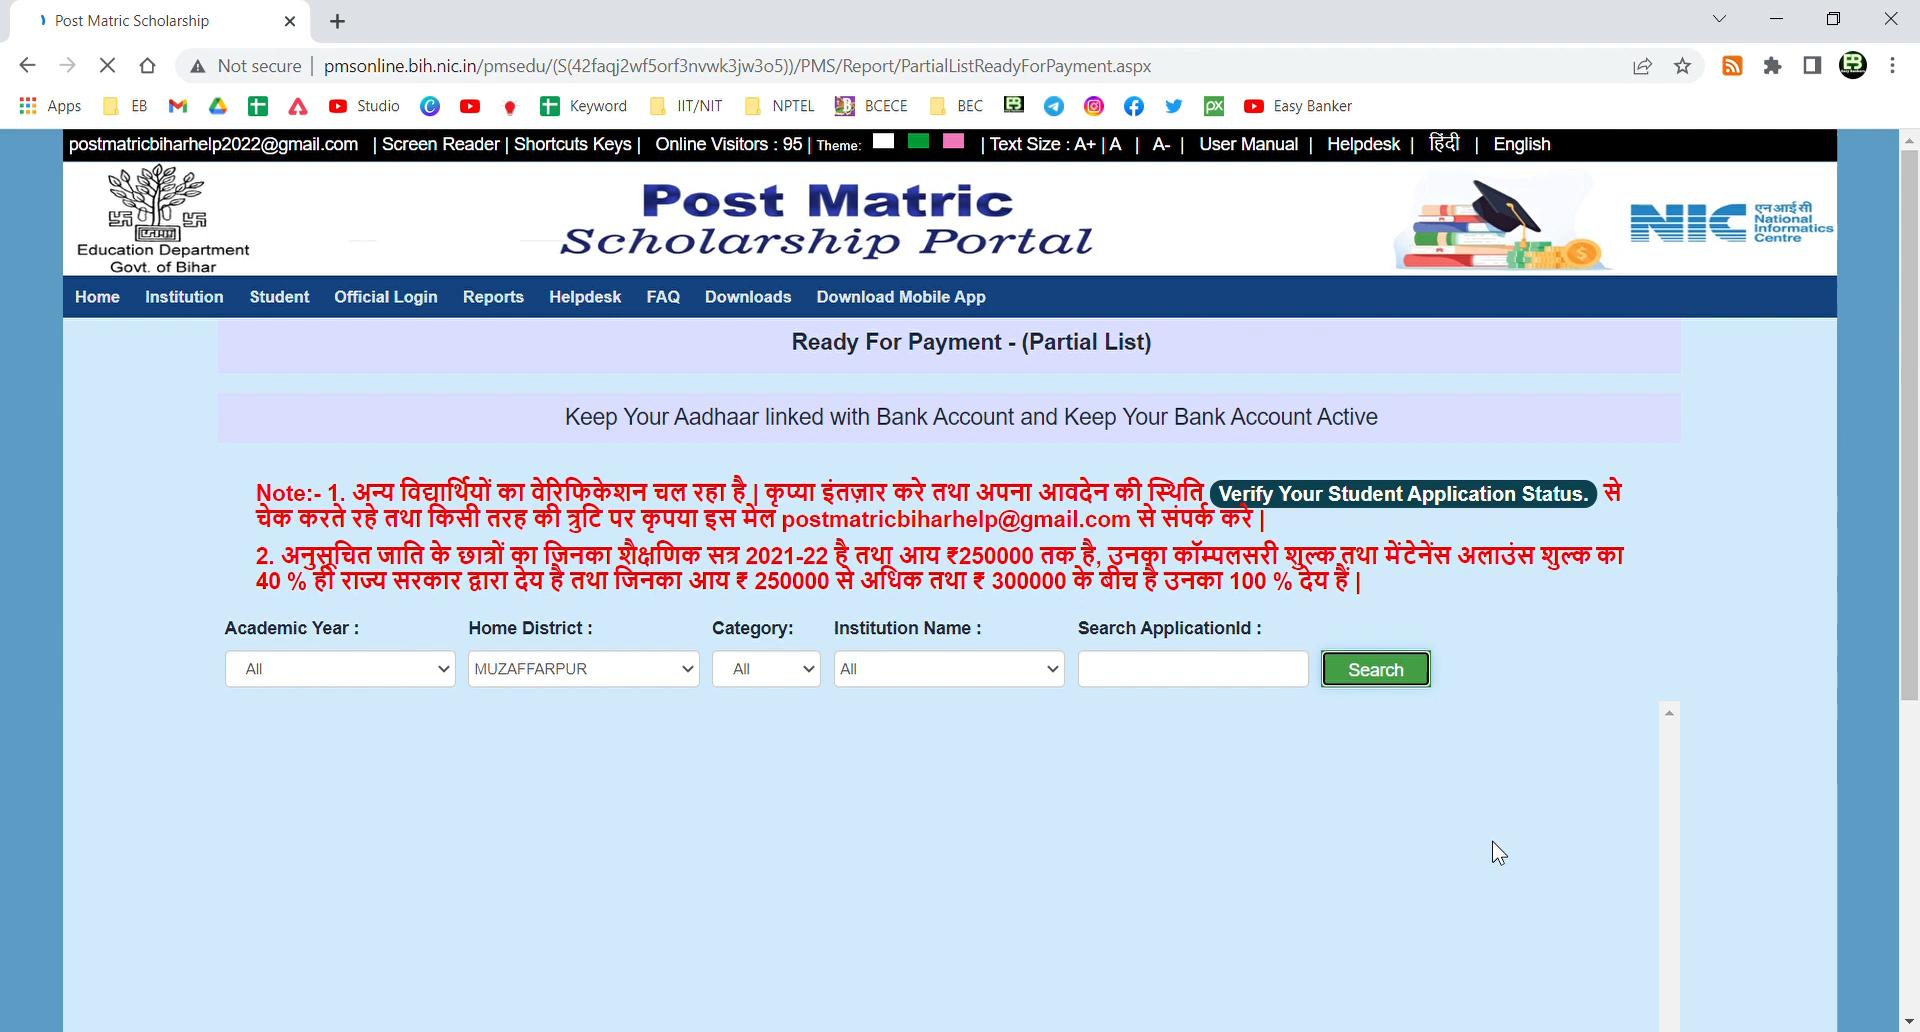 Post Matric Scholarship
Not secure | pmsonline.bih.nic.in/pmsedu/(S(42faqj2wf5orf3nvwk3jw3o5))/PMS/Report/PartialListReadyForPayment.aspx
Apps EB Studio Keyword IIT/NIT NPTEL BCECE BEC Easy Banker
postmatricbiharhelp2022@gmail.com | Screen Reader | Shortcuts Keys | Online Visitors : 95 | Theme: | Text Size : A+ | A | A- | User Manual | Helpdesk | हिंदी | English
Post Matric
Scholarship Portal
Education Department
Govt. of Bihar
NIC
एन आई सी
National
Informatics
Centre
Home Institution Student Official Login Reports Helpdesk FAQ Downloads Download Mobile App
Ready For Payment - (Partial List)
Keep Your Aadhaar linked with Bank Account and Keep Your Bank Account Active
Note:- 1. अन्य विद्यार्थियों का वेरिफिकेशन चल रहा है | कृप्या इंतज़ार करे तथा अपना आवदेन की स्थिति Verify Your Student Application Status. से
चेक करते रहे तथा किसी तरह की त्रुटि पर कृपया इस मेल postmatricbiharhelp@gmail.com से संपर्क करें |
2. अनुसूचित जाति के छात्रों का जिनका शैक्षणिक सत्र 2021-22 है तथा आय ₹250000 तक है, उनका कॉम्पलसरी शुल्क तथा मेंटेनेंस अलाउंस शुल्क का
40 % ही राज्य सरकार द्वारा देय है तथा जिनका आय ₹ 250000 से अधिक तथा ₹ 300000 के बीच है उनका 100 % देय हैं |
Academic Year : Home District : Category: Institution Name : Search ApplicationId :
All MUZAFFARPUR All All Search